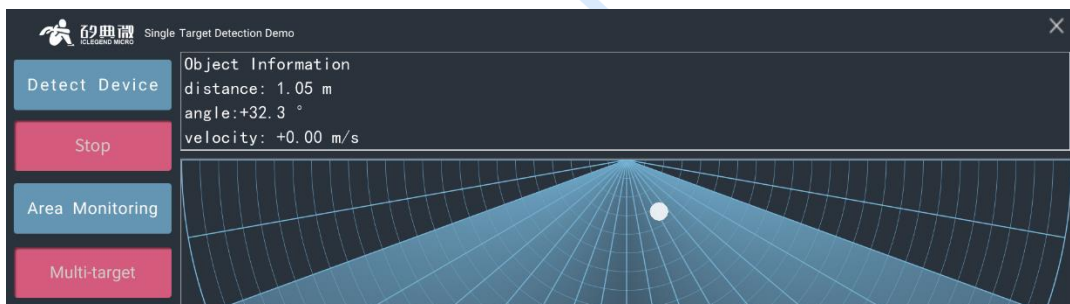 矽典微
ICLEGEND MICRO
Single Target Detection Demo
Detect Device
Stop
Area Monitoring
Multi-target
Object Information
distance: 1.05 m
angle:+32.3 °
velocity: +0.00 m/s